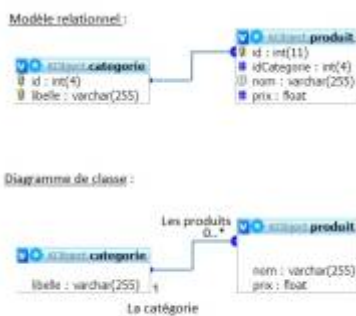 Modèle relationnel :
produit
id : int(11)
categorie
idCategorie : int(4)
id : int(4)
nom : varchar(255)
libelle : varchar(255)
prix : float
Diagramme de classe :
Les produits
0..*
produit
categorie
nom : varchar(255)
libelle : varchar(255)
1
prix : float
La catégorie